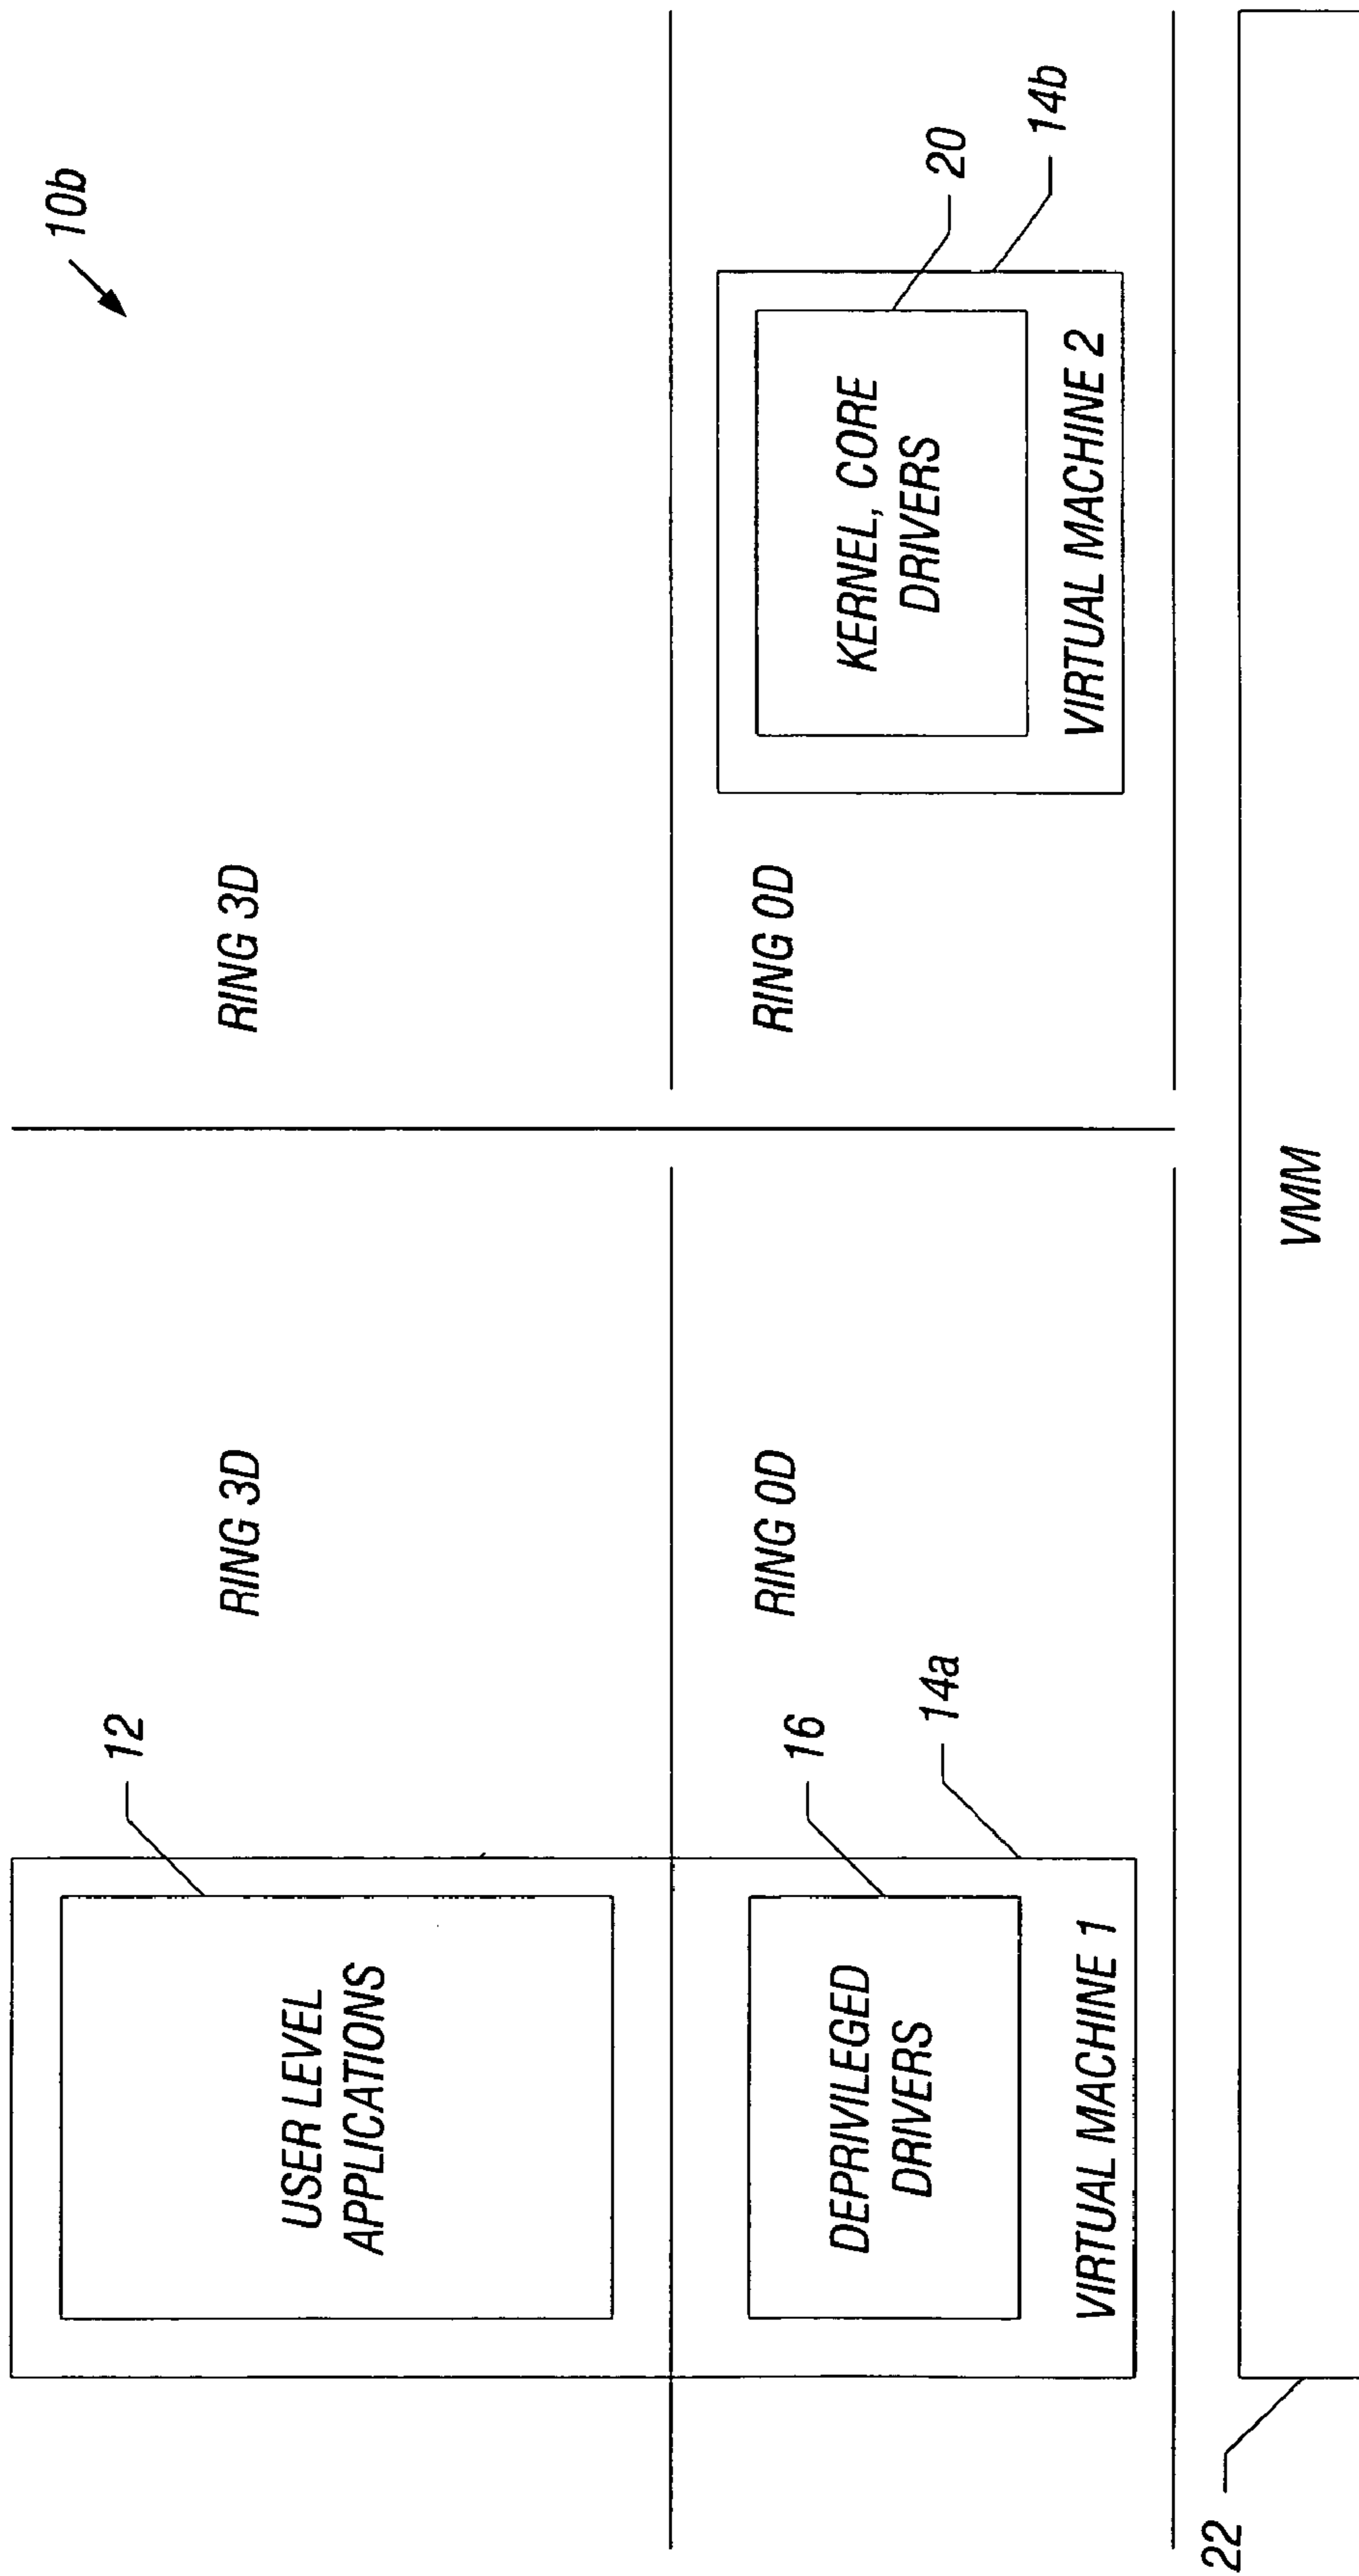 10b
RING 3D
RING 3D
12
USER LEVEL
APPLICATIONS
RING 0D
RING 0D
16
DEPRIVILEGED
DRIVERS
14a
VIRTUAL MACHINE 1
KERNEL, CORE
DRIVERS
20
VIRTUAL MACHINE 2
14b
22
VMM